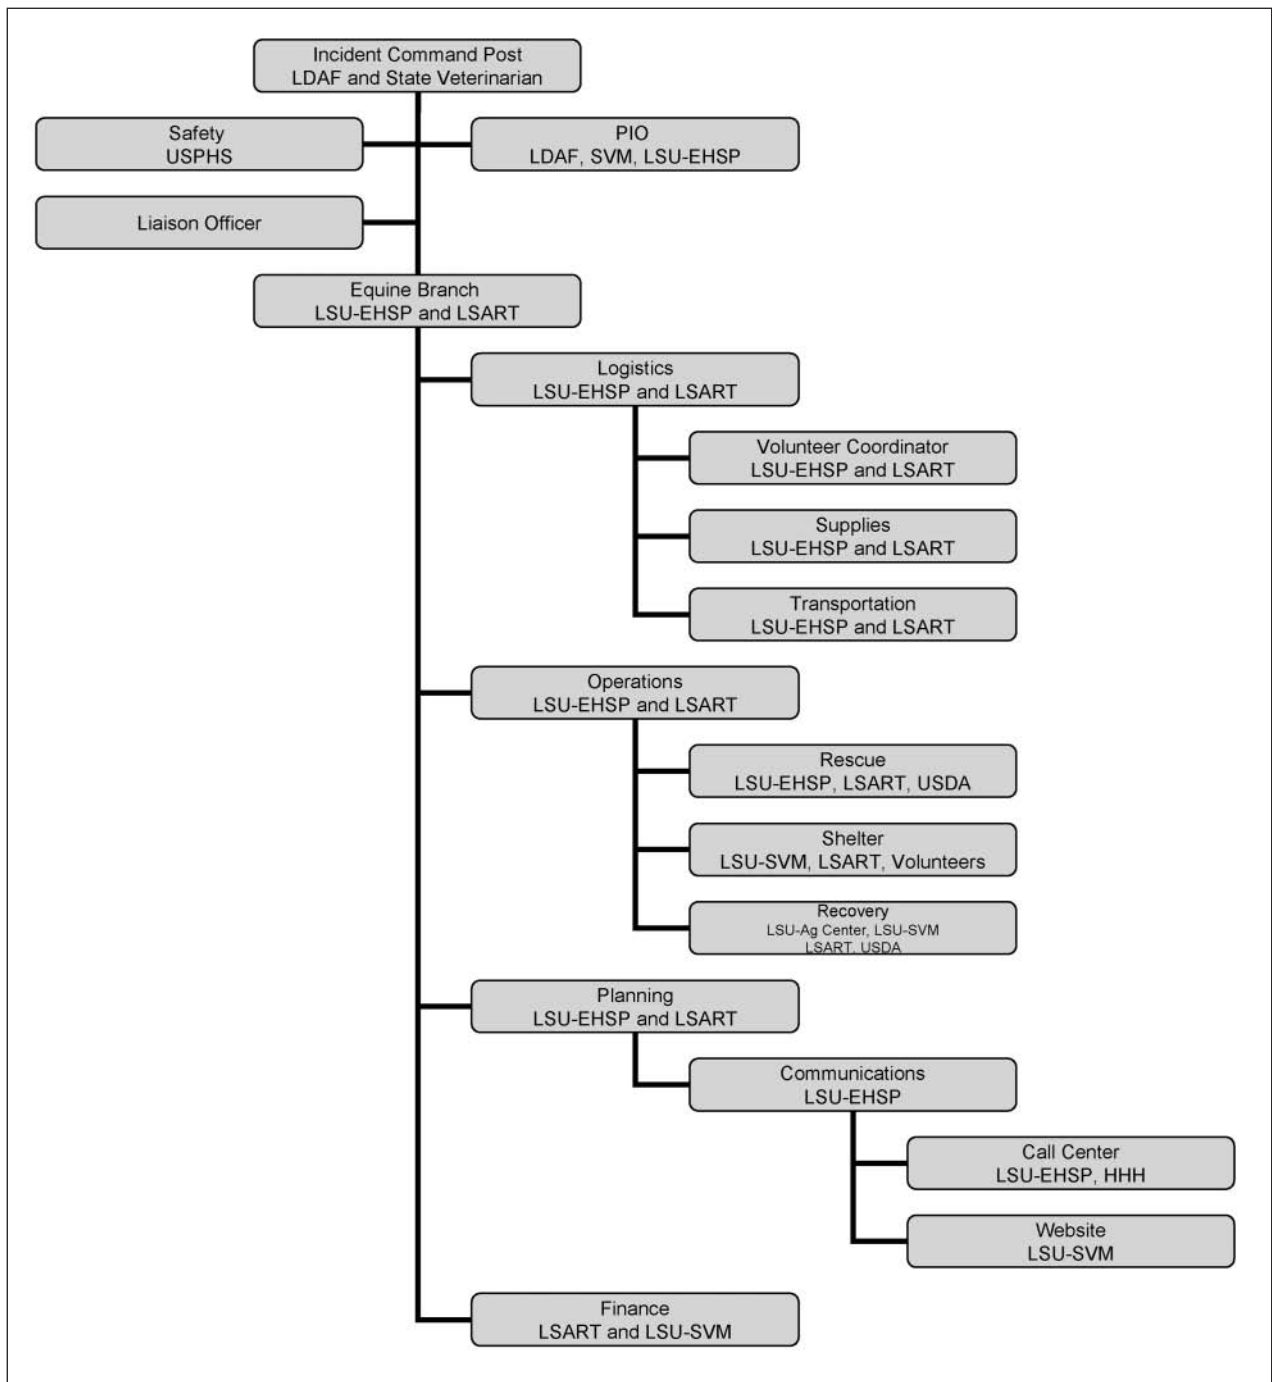 Incident Command Post
LDAF and State Veterinarian
Safety
USPHS
PIO
LDAF, SVM, LSU-EHSP
Liaison Officer
Equine Branch
LSU-EHSP and LSART
Logistics
LSU-EHSP and LSART
Volunteer Coordinator
LSU-EHSP and LSART
Supplies
LSU-EHSP and LSART
Transportation
LSU-EHSP and LSART
Operations
LSU-EHSP and LSART
Rescue
LSU-EHSP, LSART, USDA
Shelter
LSU-SVM, LSART, Volunteers
Recovery
LSU-Ag Center, LSU-SVM
LSART, USDA
Planning
LSU-EHSP and LSART
Communications
LSU-EHSP
Call Center
LSU-EHSP, HHH
Website
LSU-SVM
Finance
LSART and LSU-SVM